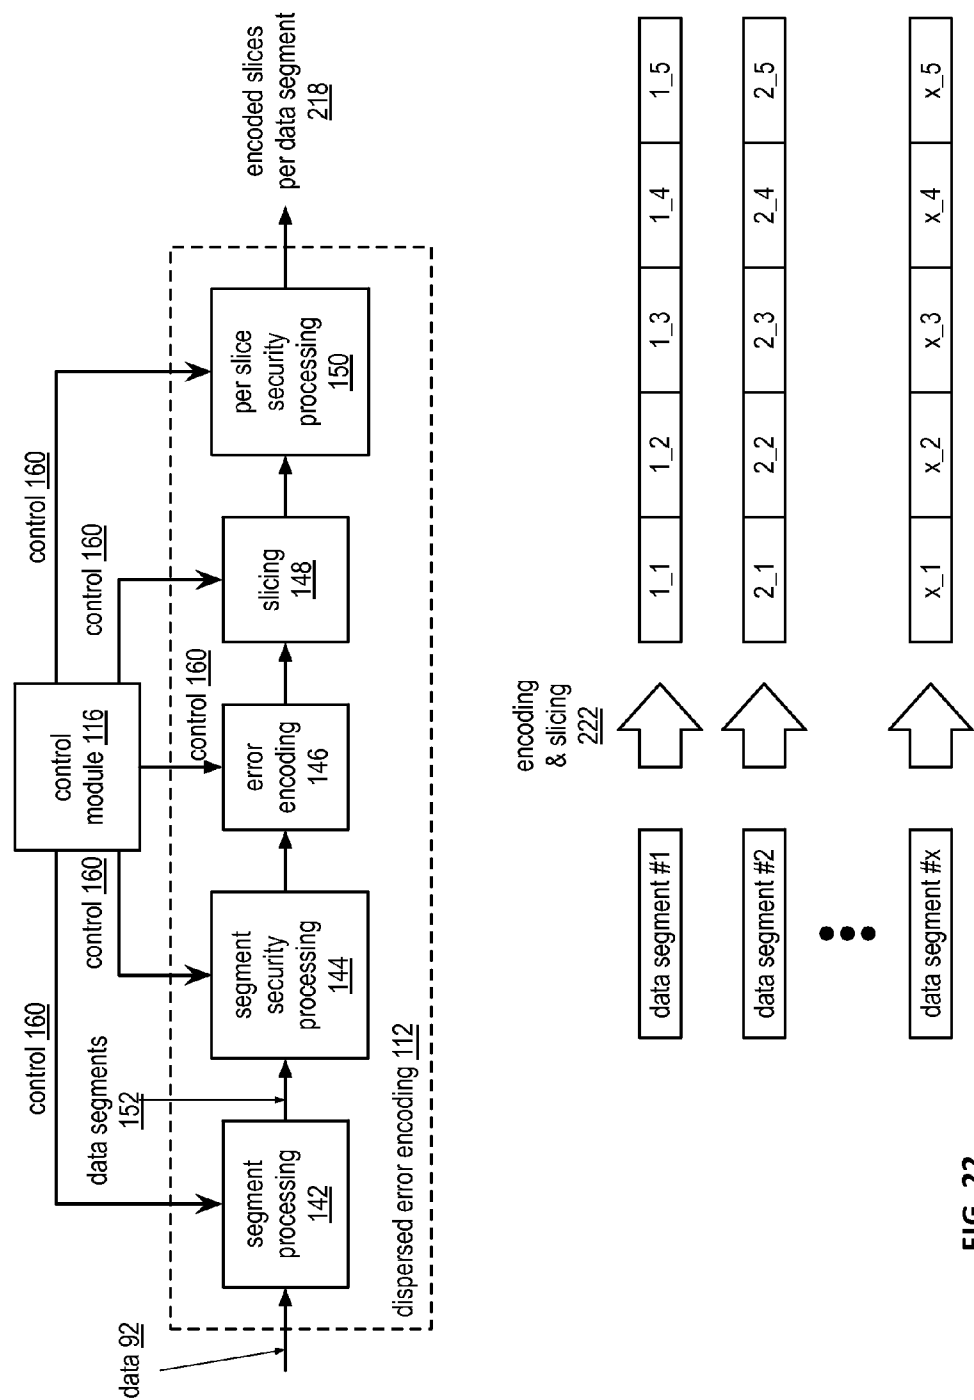 control
module 116
control 160
control 160
control 160
control 160
control 160
data segments
152
data 92
segment
processing
142
segment
security
processing
144
error
encoding
146
slicing
148
per slice
security
processing
150
encoded slices
per data segment
218
dispersed error encoding 112
encoding
& slicing
222
data segment #1
1_1
1_2
1_3
1_4
1_5
data segment #2
2_1
2_2
2_3
2_4
2_5
data segment #x
x_1
x_2
x_3
x_4
x_5
FIG. 22